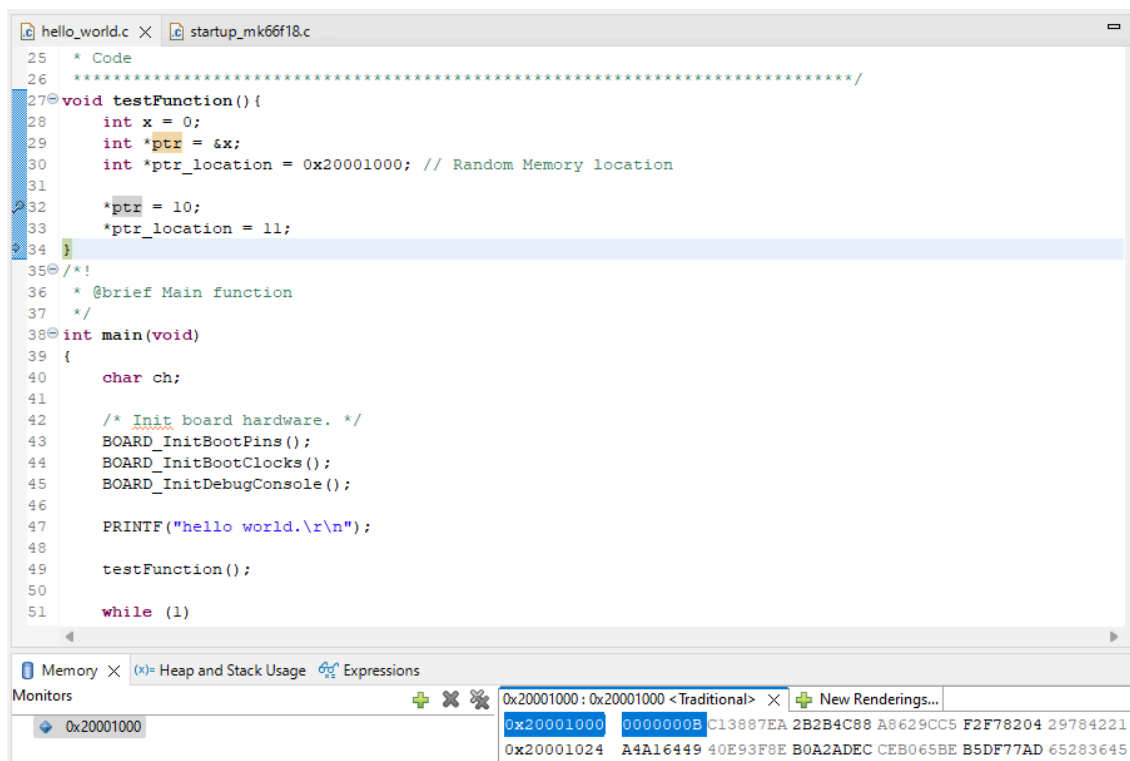 hello_world.c startup_mk66f18.c
25 * Code
26 ******************************************************************************/
27 void testFunction(){
28 int x = 0;
29 int *ptr = &x;
30 int *ptr_location = 0x20001000; // Random Memory location
31
32 *ptr = 10;
33 *ptr_location = 11;
34 }
35 /*!
36 * @brief Main function
37 */
38 int main(void)
39 {
40 char ch;
41
42 /* Init board hardware. */
43 BOARD_InitBootPins();
44 BOARD_InitBootClocks();
45 BOARD_InitDebugConsole();
46
47 PRINTF("hello world.\r\n");
48
49 testFunction();
50
51 while (1)
Memory (x)= Heap and Stack Usage Expressions
Monitors 0x20001000 : 0x20001000 <Traditional> New Renderings...
0x20001000 0x20001000 0000000B C13887EA 2B2B4C88 A8629CC5 F2F78204 29784221
0x20001024 A4A16449 40E93F8E B0A2ADEC CEB065BE B5DF77AD 65283645